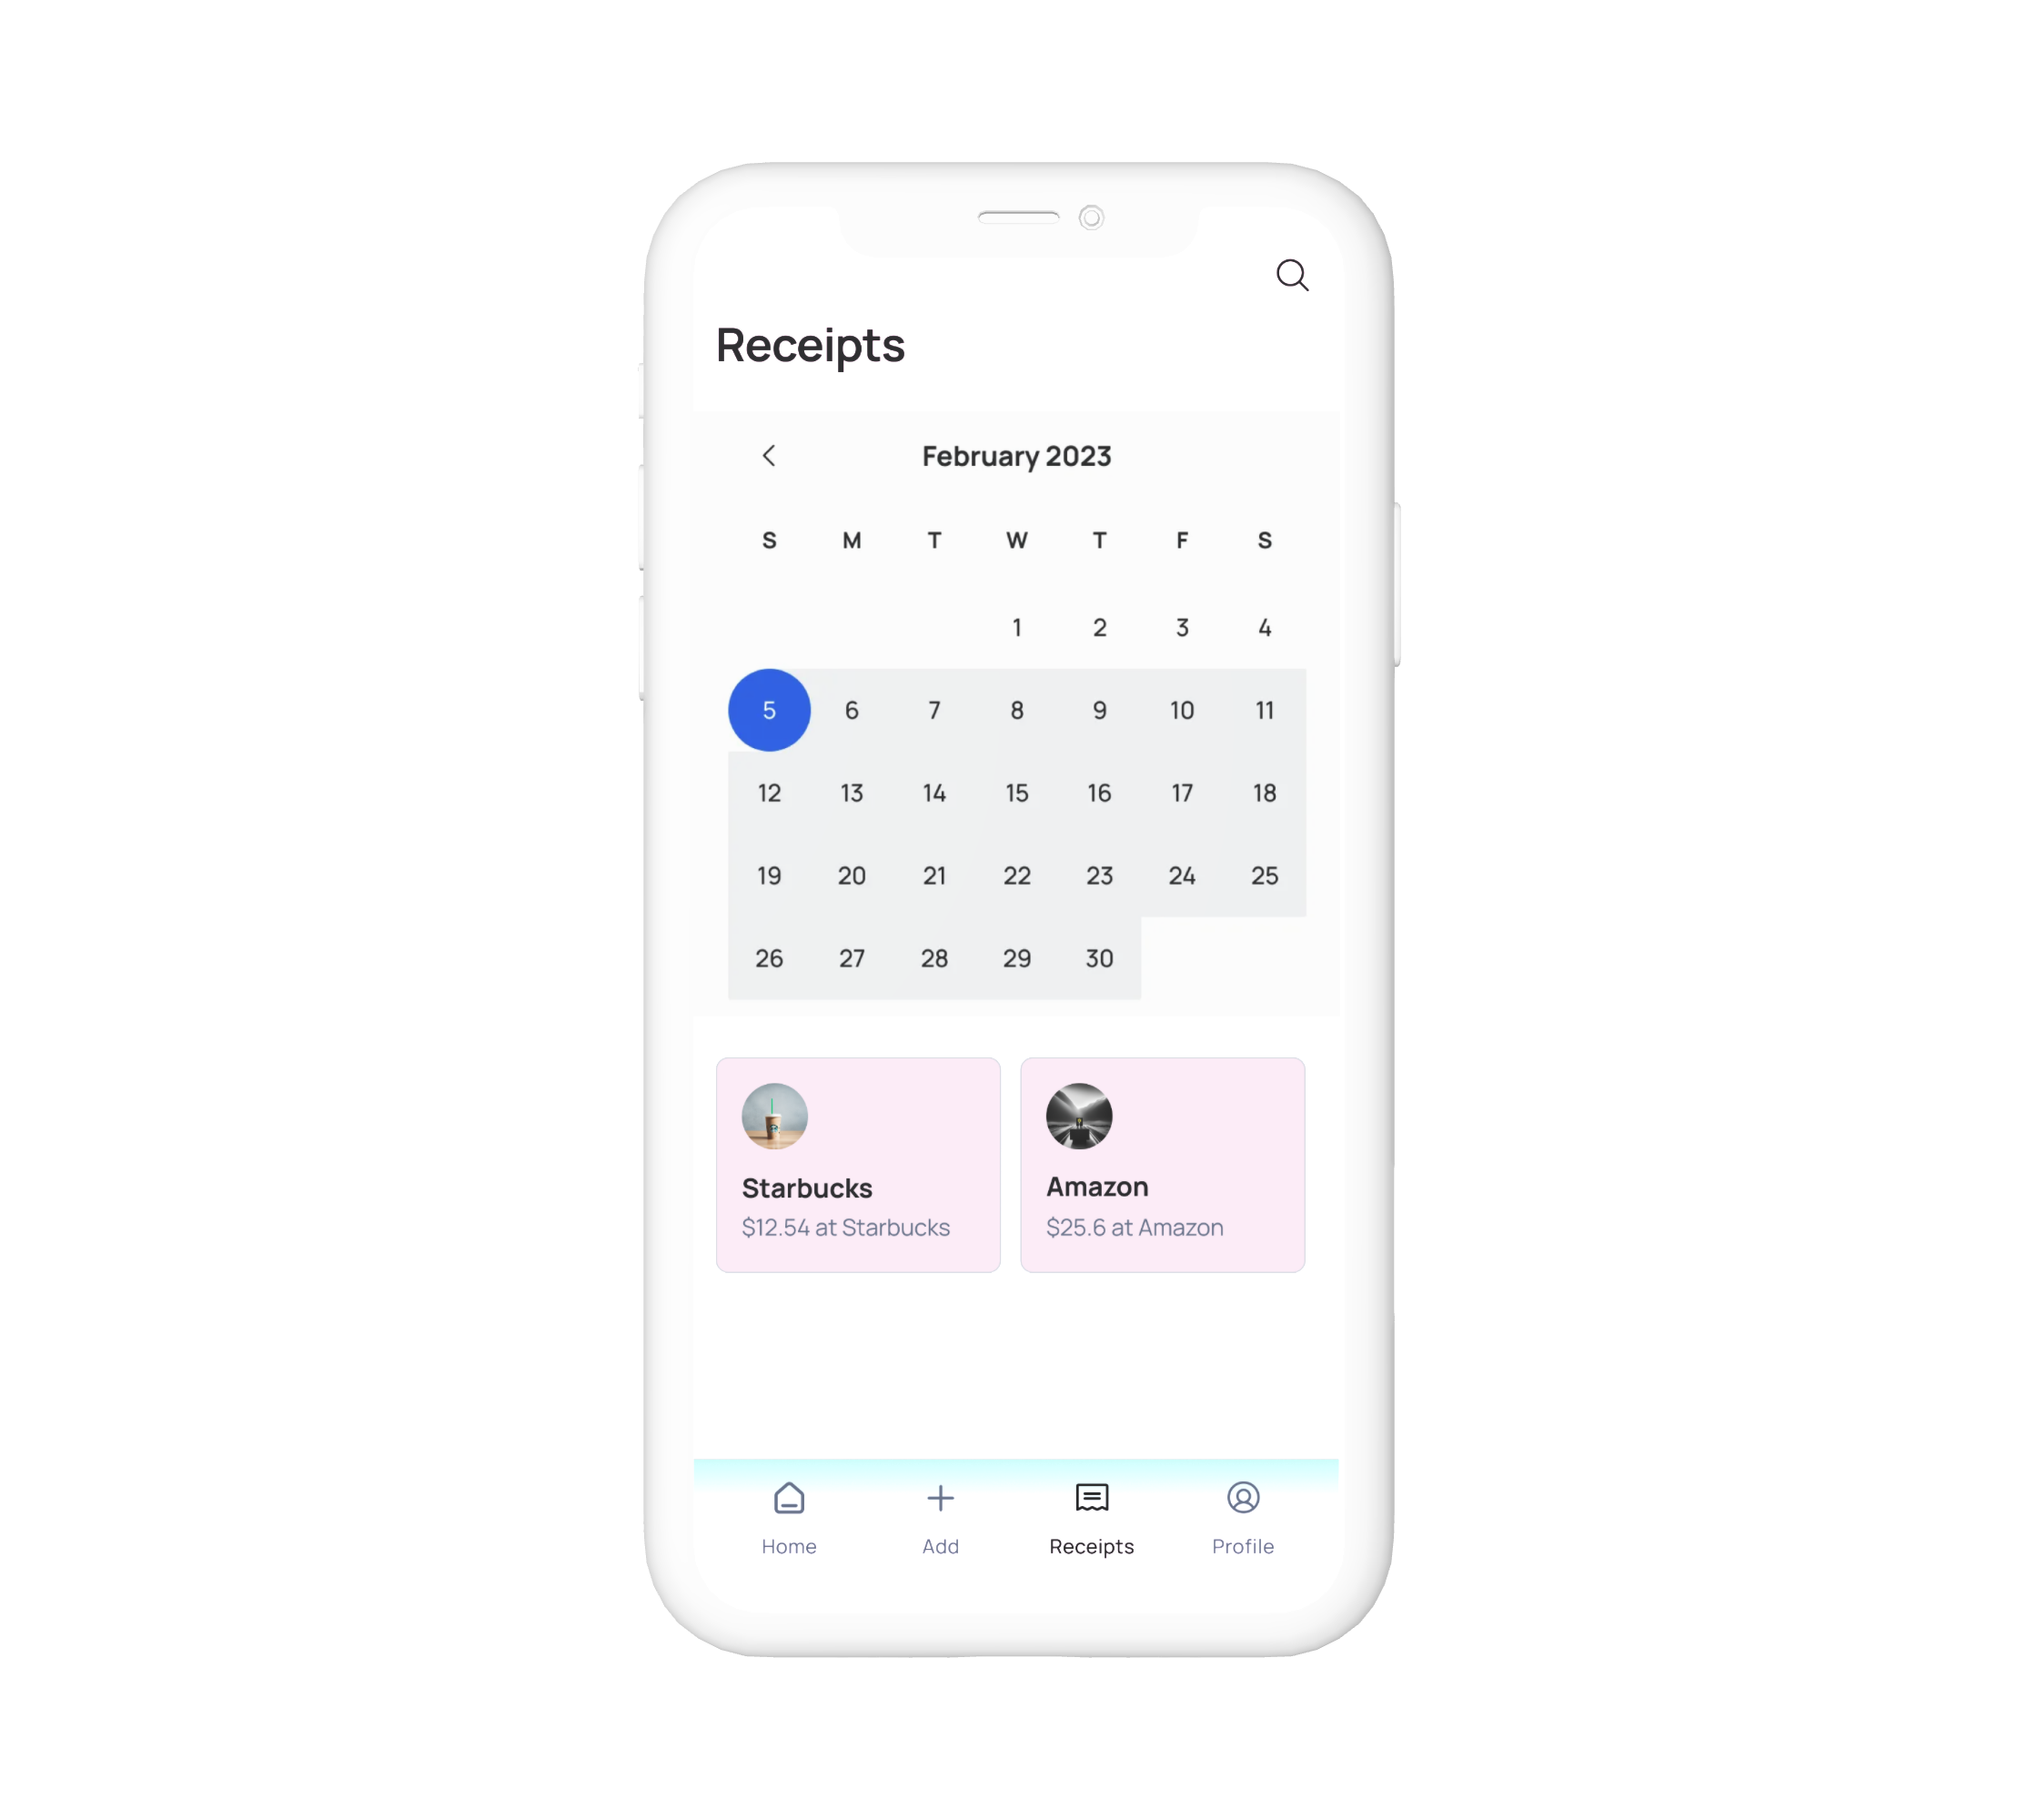 Receipts
February 2023
S M T W T F S
1 2 3 4
5 6 7 8 9 10 11
12 13 14 15 16 17 18
19 20 21 22 23 24 25
26 27 28 29 30
Starbucks Amazon
$12.54 at Starbucks $25.6 at Amazon
Home Add Receipts Profile